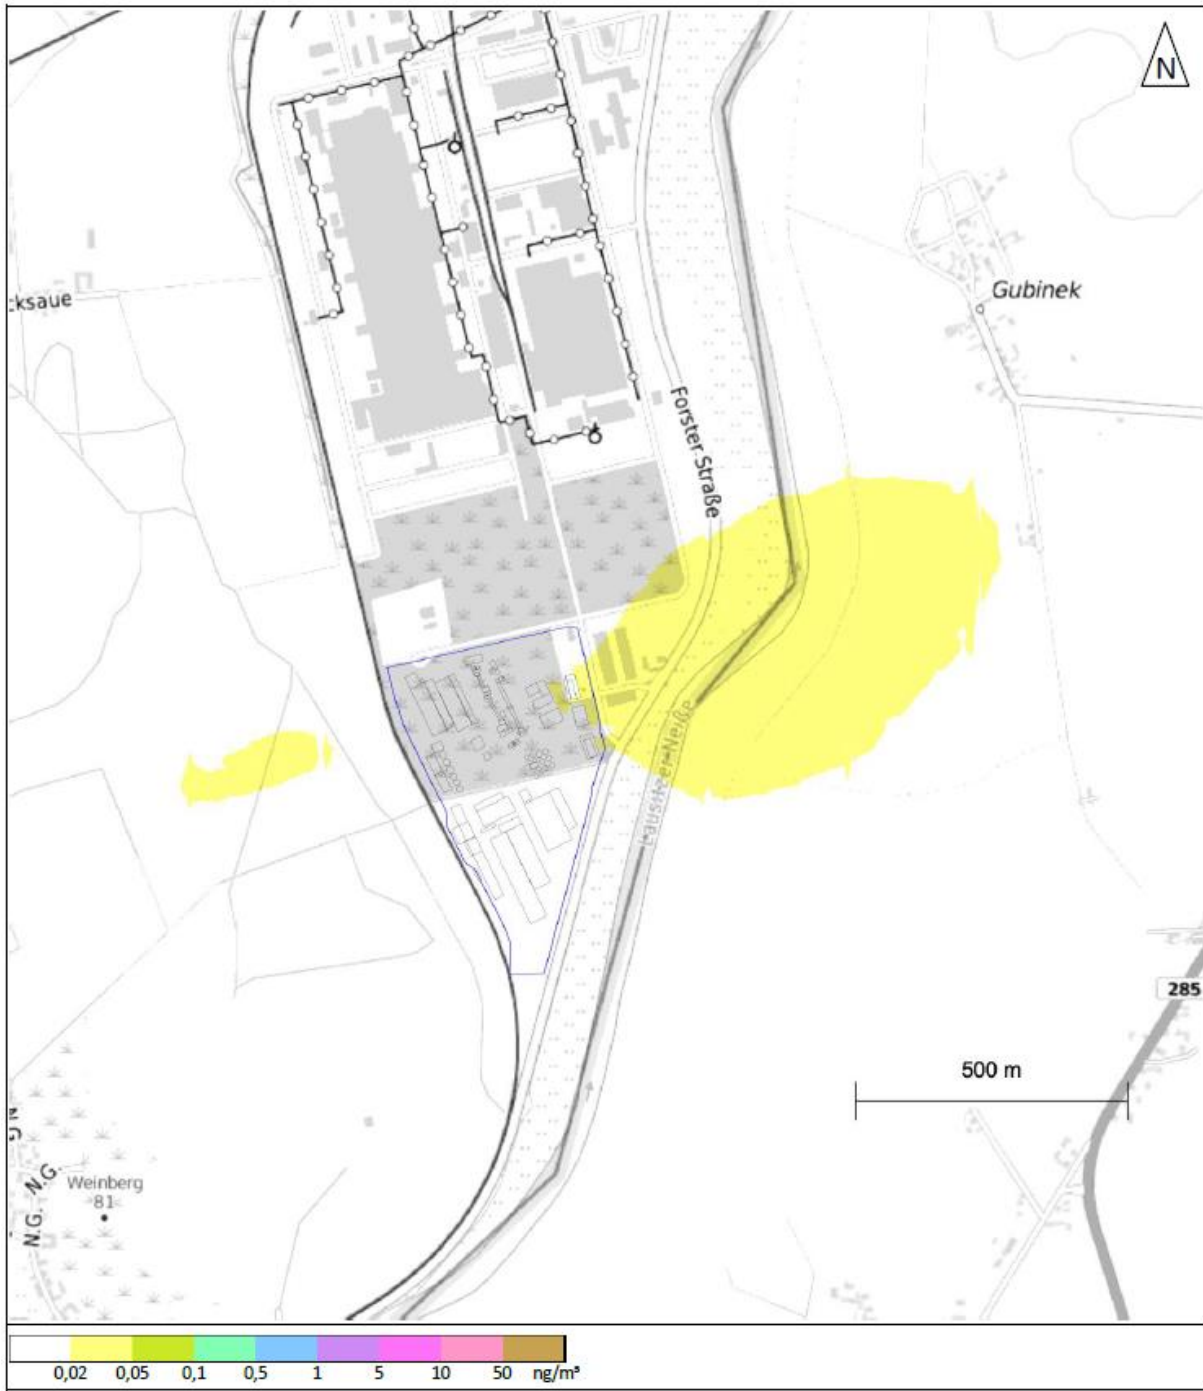 N
Gubinek
cksaue
Forster Straße
Lausitzer Neiße
285
500 m
N.G.
N.G.
Weinberg
81
0,02 0,05 0,1 0,5 1 5 10 50 ng/m³